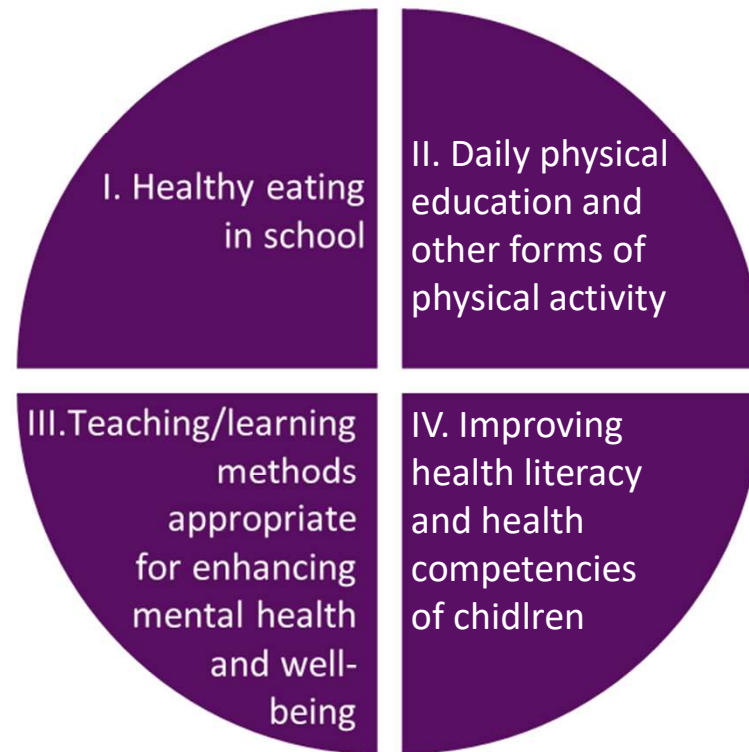 I. Healthy eating
in school
II. Daily physical
education and
other forms of
physical activity
III.Teaching/learning
methods
appropriate
for enhancing
mental health
and well-
being
IV. Improving
health literacy
and health
competencies
of chidlren